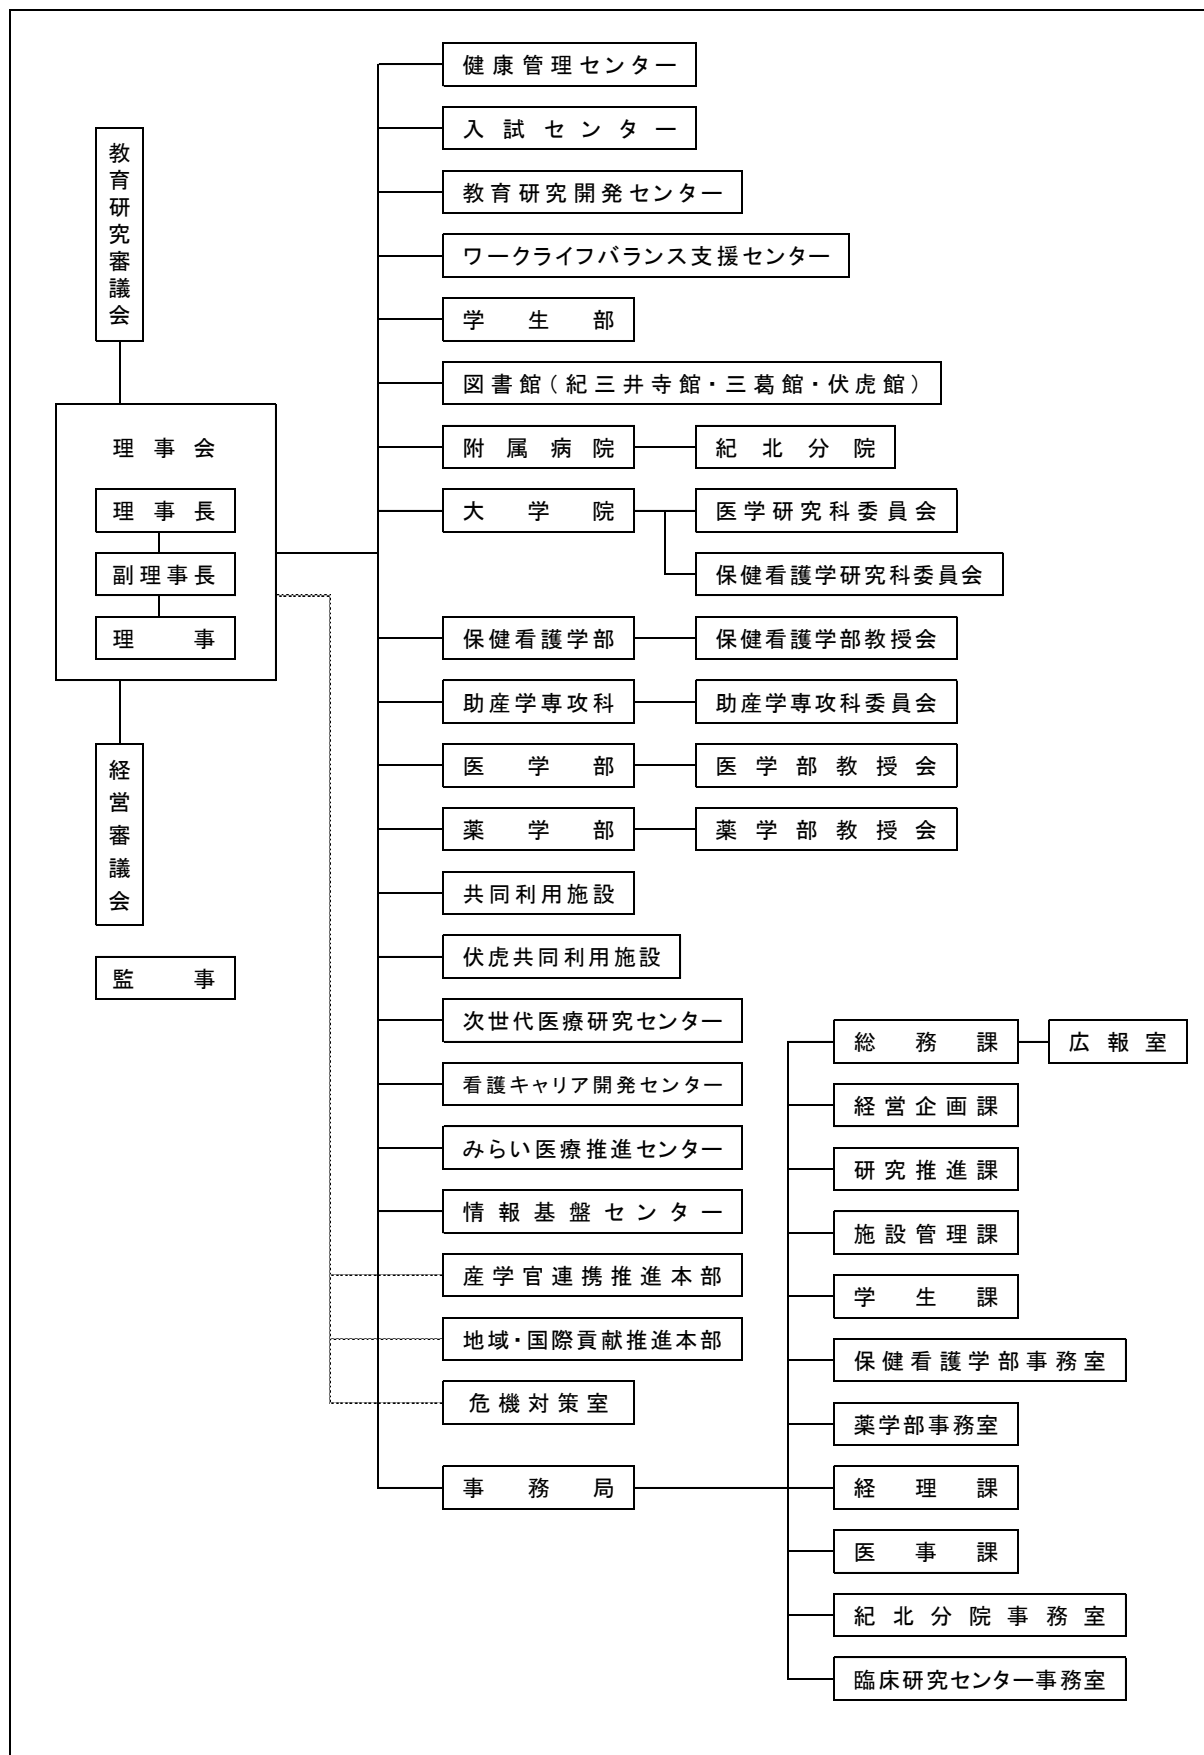 教育研究審議会
理事会
理事長
副理事長
理事
経営審議会
監事
健康管理センター
入試センター
教育研究開発センター
ワークライフバランス支援センター
学生部
図書館(紀三井寺館・三葛館・伏虎館)
附属病院 紀北分院
大学院 医学研究科委員会
保健看護学研究科委員会
保健看護学部 保健看護学部教授会
助産学専攻科 助産学専攻科委員会
医学部 医学部教授会
薬学部 薬学部教授会
共同利用施設
伏虎共同利用施設
次世代医療研究センター
看護キャリア開発センター
みらい医療推進センター
情報基盤センター
産学官連携推進本部
地域・国際貢献推進本部
危機対策室
事務局
総務課 広報室
経営企画課
研究推進課
施設管理課
学生課
保健看護学部事務室
薬学部事務室
経理課
医事課
紀北分院事務室
臨床研究センター事務室